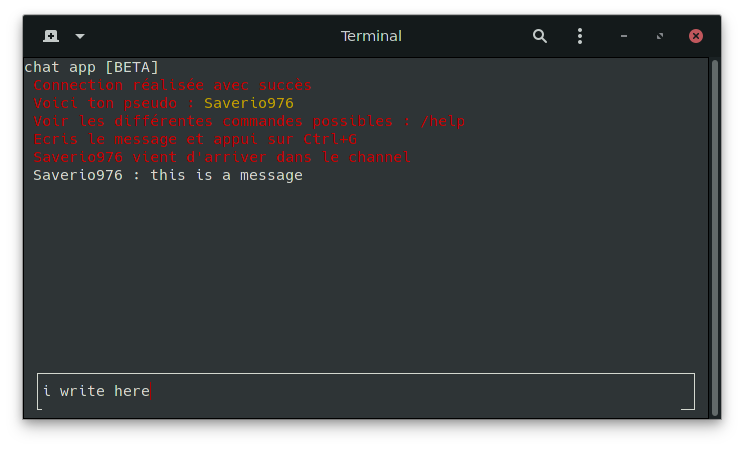 Terminal
chat app [BETA]
Connection réalisée avec succès
Voici ton pseudo : Saverio976
Voir les différentes commandes possibles : /help
Ecris le message et appui sur Ctrl+G
Saverio976 vient d'arriver dans le channel
Saverio976 : this is a message
i write here